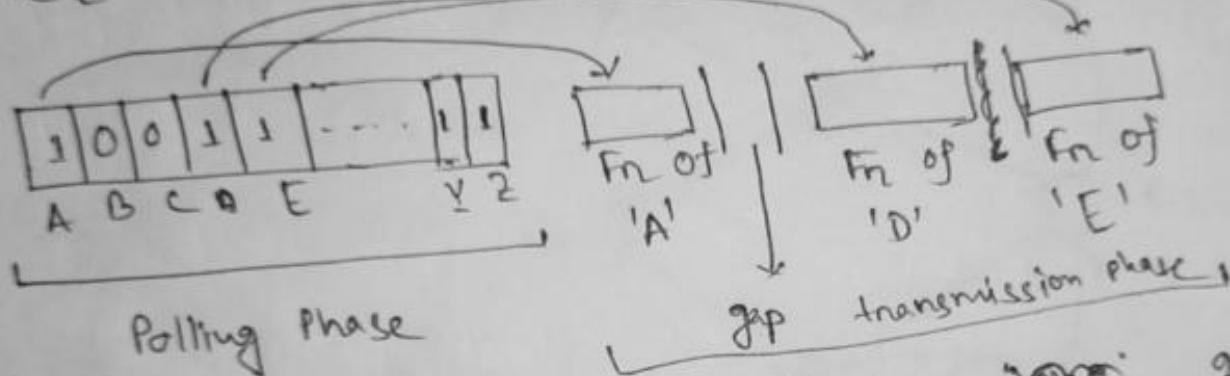 1 0 0 1 1 ..... 1 1
A B C D E Y Z
Fn of 'A'
Fn of 'D'
Fn of 'E'
Polling Phase
gap transmission phase